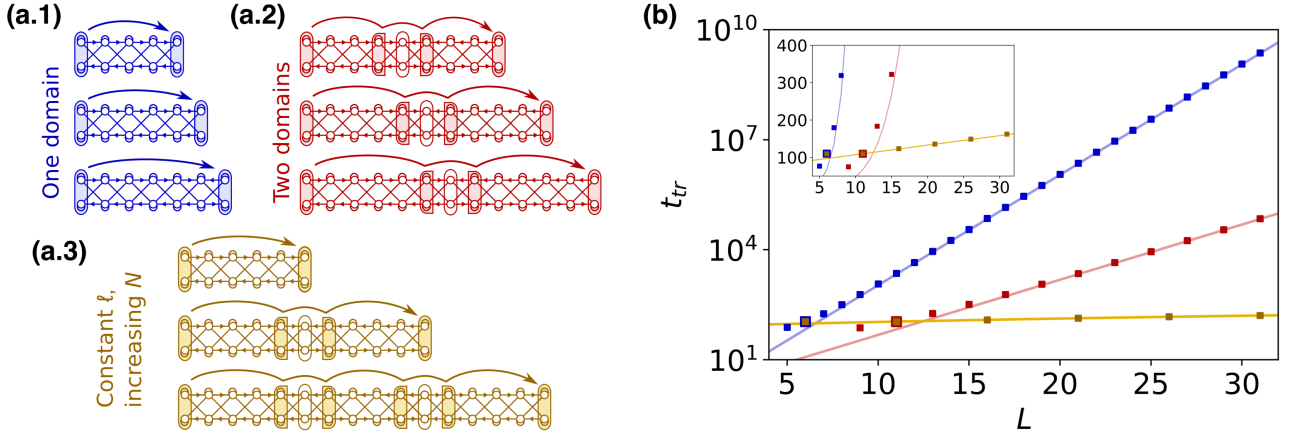 (a.1)
One domain
(a.2)
Two domains
(a.3)
Constant ℓ,
increasing N
(b)
10^10
10^7
10^4
10^1
t_tr
5 10 15 20 25 30
L
400
300
200
100
5 10 15 20 25 30